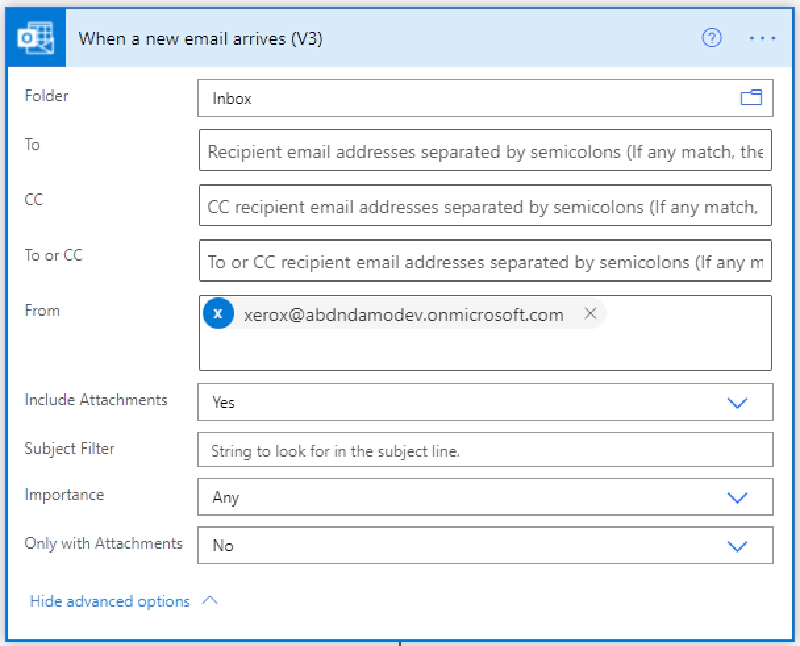 When a new email arrives (V3)
Folder
Inbox
To
Recipient email addresses separated by semicolons (If any match, the
CC
CC recipient email addresses separated by semicolons (If any match,
To or CC
To or CC recipient email addresses separated by semicolons (If any m
From
x xerox@abdndamodev.onmicrosoft.com
Include Attachments
Yes
Subject Filter
String to look for in the subject line.
Importance
Any
Only with Attachments
No
Hide advanced options